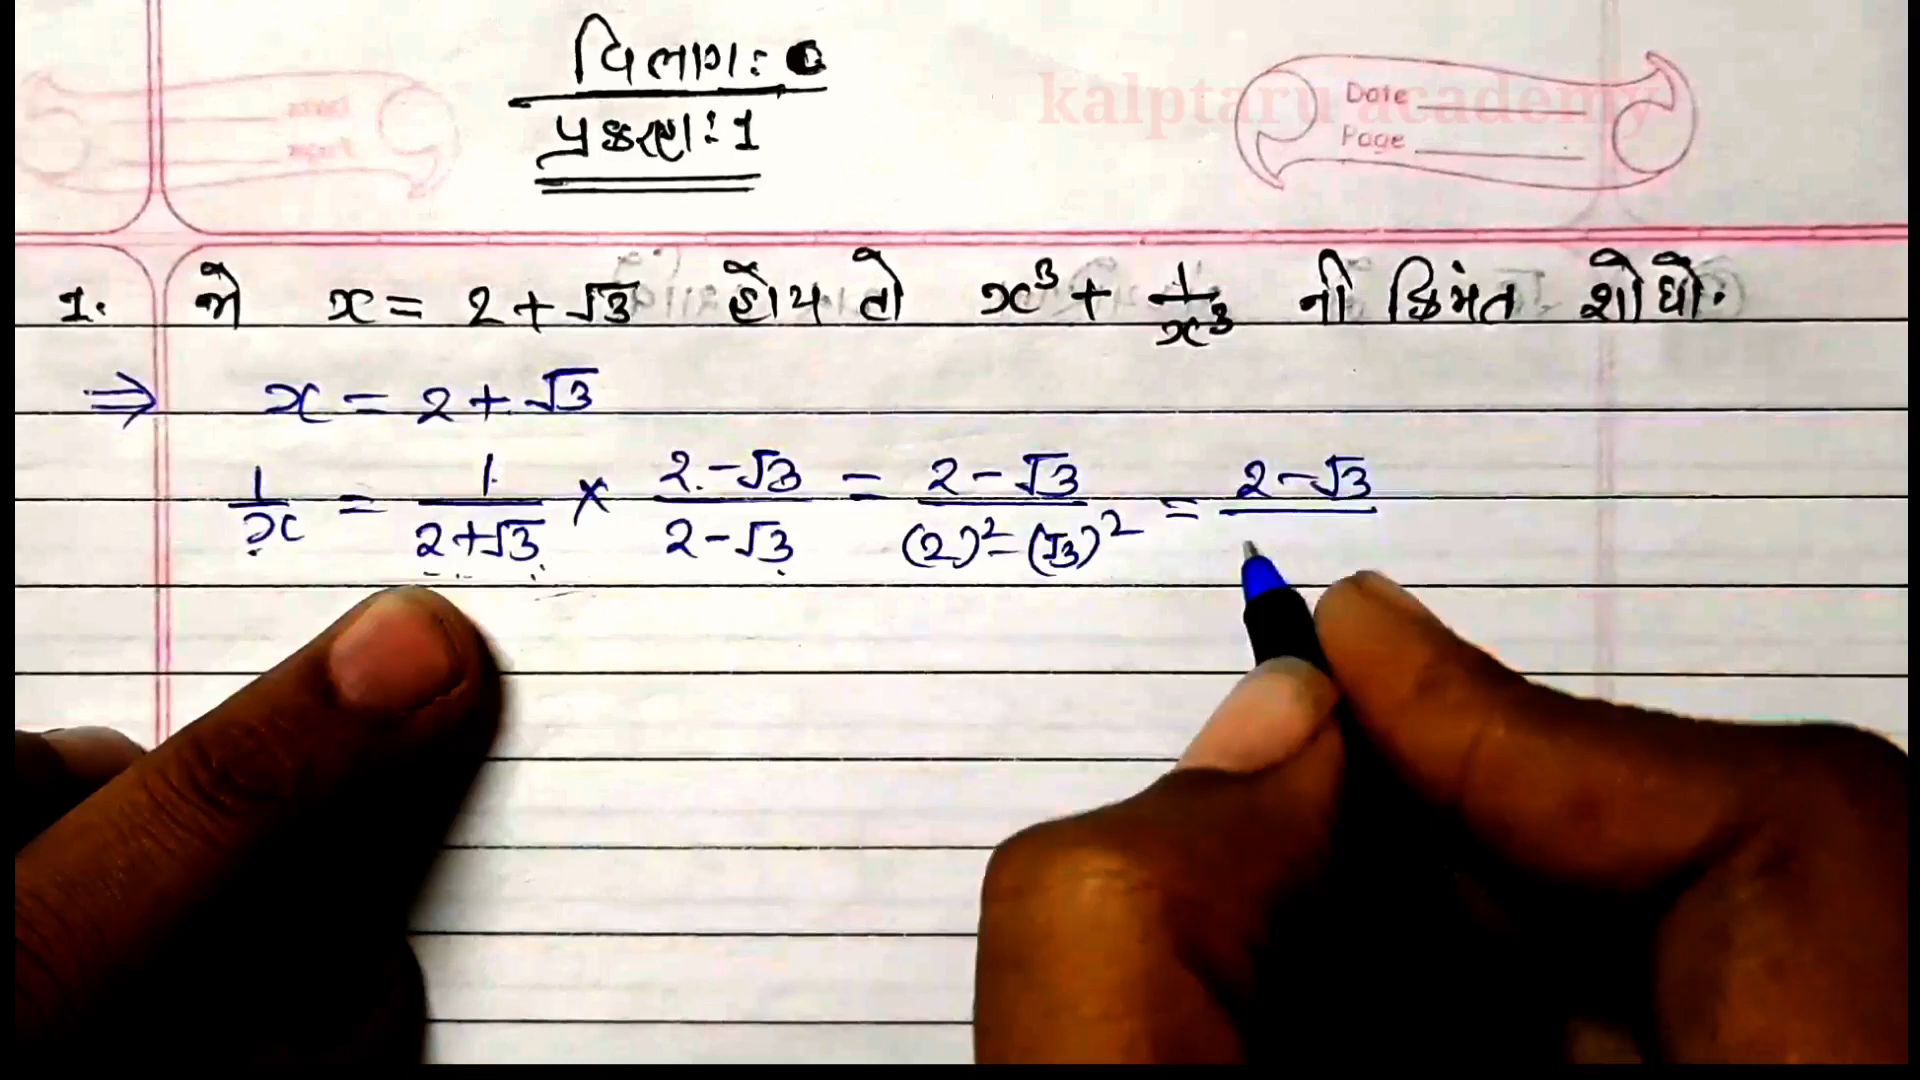 વિભાગ: C
પ્રકરણ: 1
kalptaru academy
Date
Page
1. જો x = 2 + √3 હોય તો x³ + 1/x³ ની કિંમત શોધો.
⇒ x = 2 + √3
1/x = 1/(2+√3) × (2-√3)/(2-√3) = (2-√3)/((2)²-(√3)²) = 2-√3